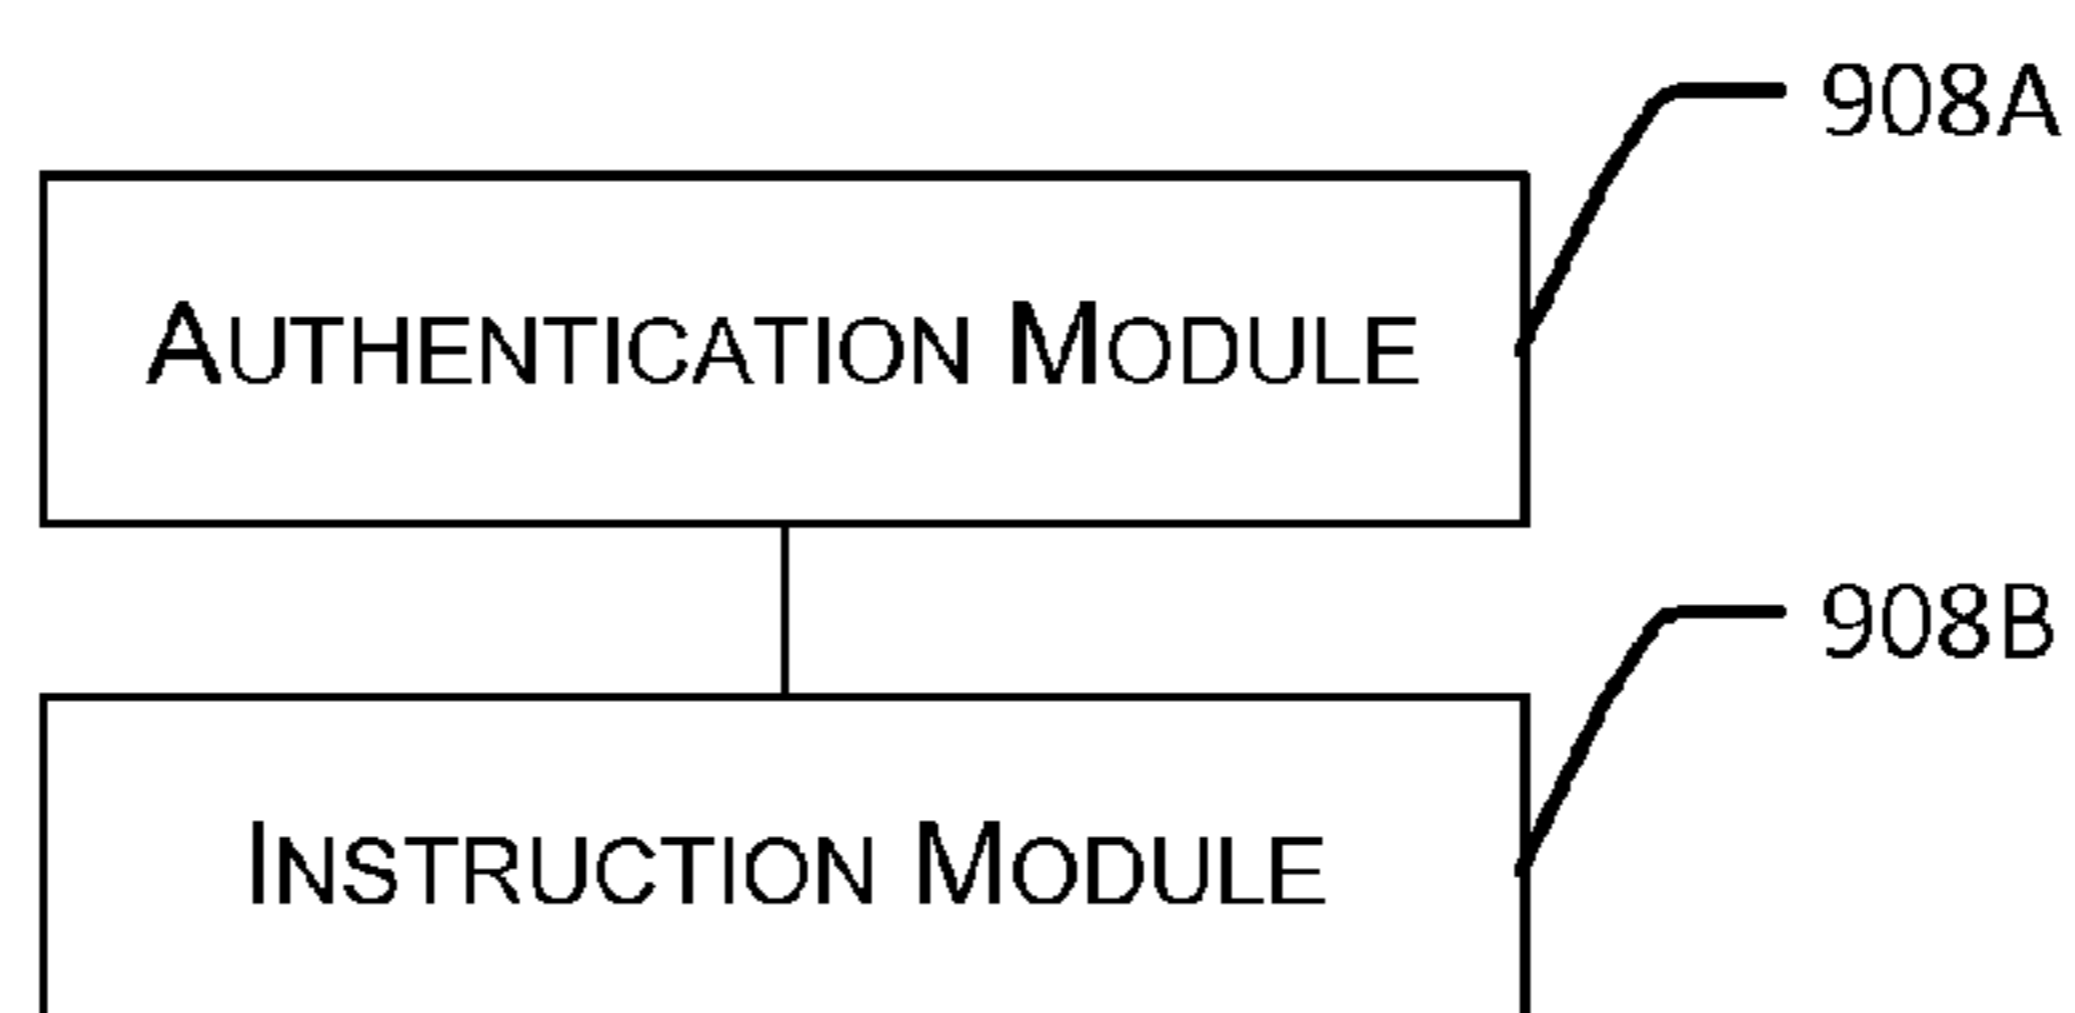 908A
AUTHENTICATION MODULE
908B
INSTRUCTION MODULE